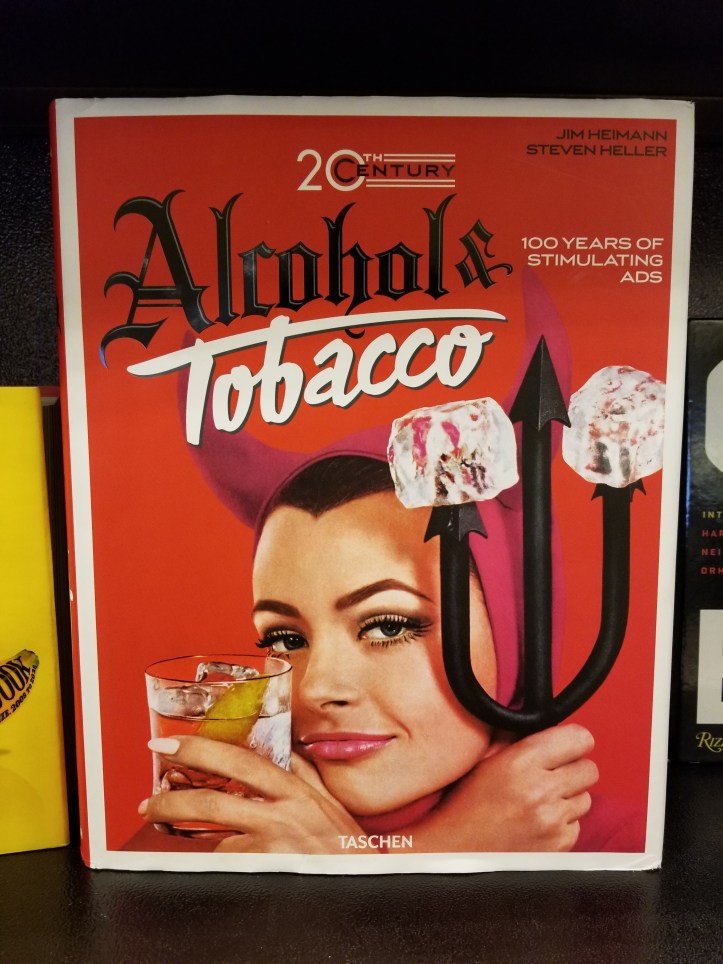 JIM HEIMANN
STEVEN HELLER
20TH CENTURY
Alcohol &
Tobacco
100 YEARS OF
STIMULATING
ADS
TASCHEN